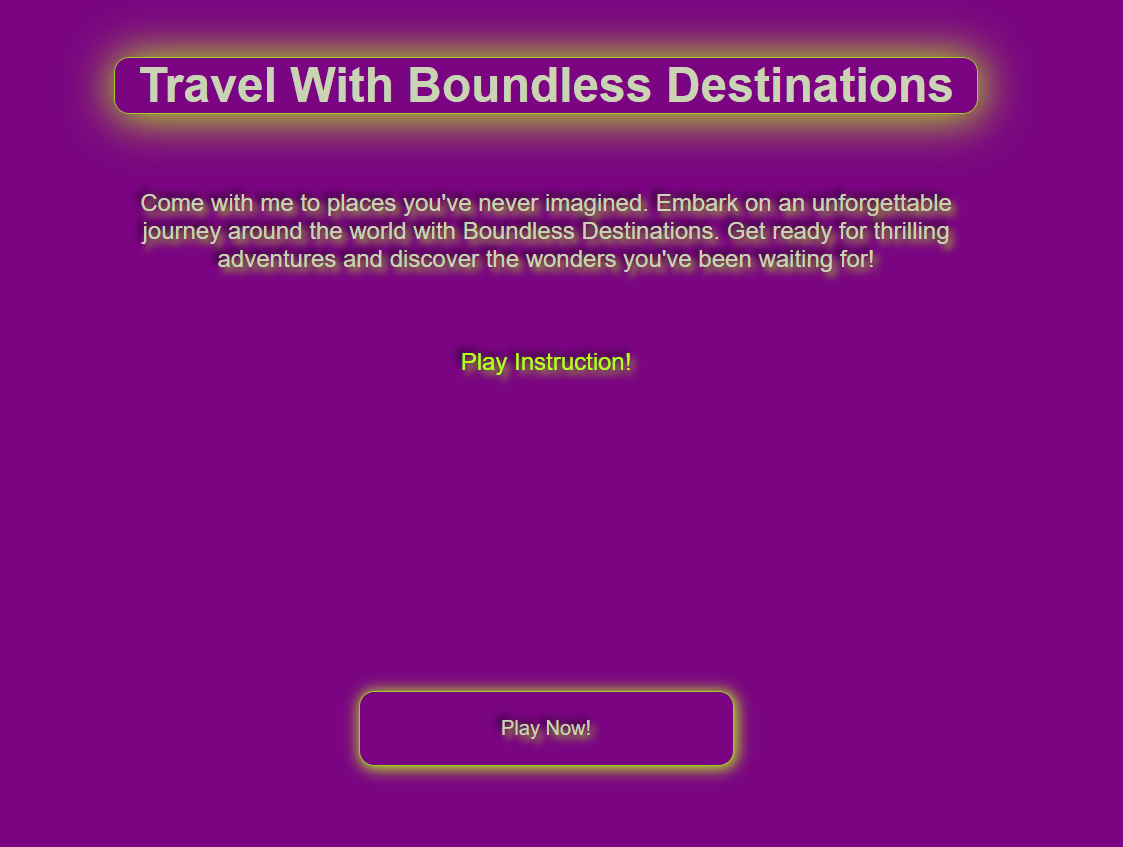 Travel With Boundless Destinations
Come with me to places you've never imagined. Embark on an unforgettable
journey around the world with Boundless Destinations. Get ready for thrilling
adventures and discover the wonders you've been waiting for!
Play Instruction!
Play Now!